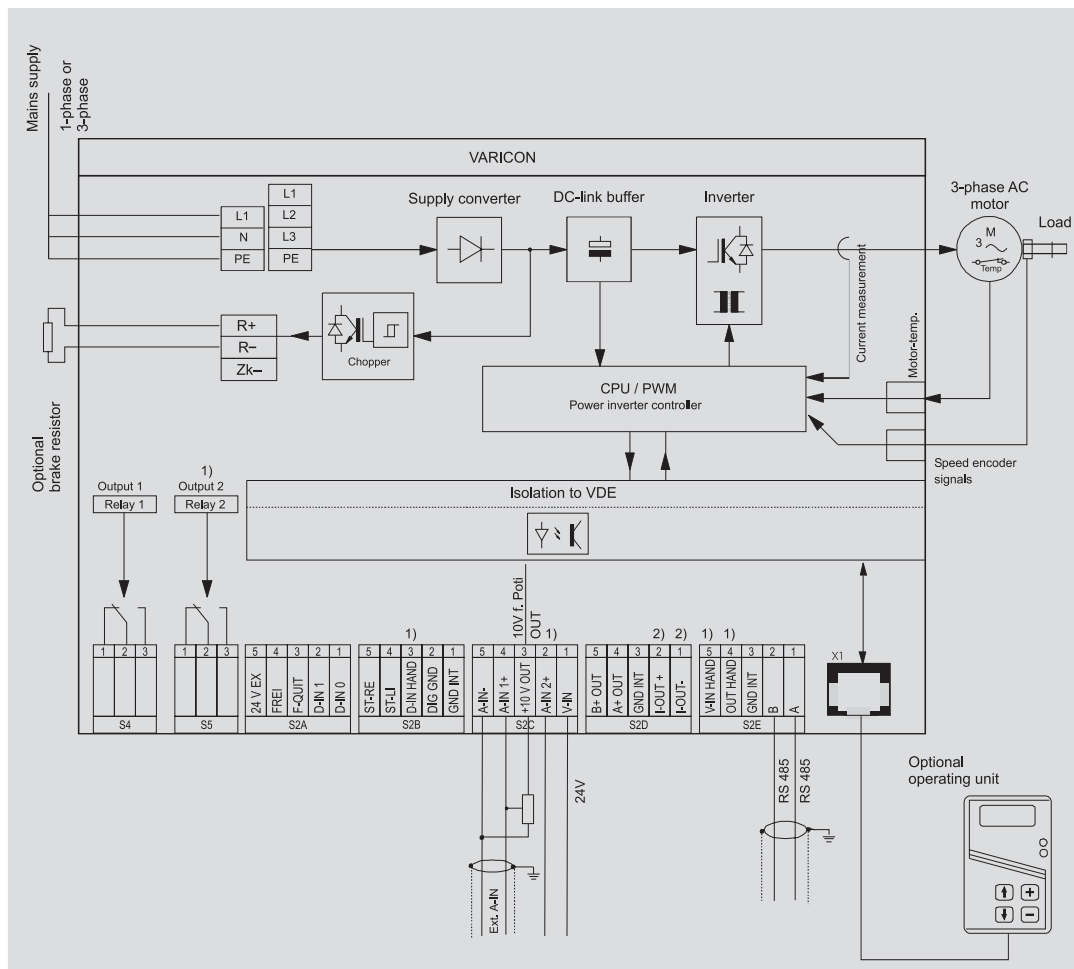 Mains supply
1-phase or
3-phase
VARICON
L1
N
PE
L1
L2
L3
PE
Supply converter
DC-link buffer
Inverter
3-phase AC
motor
M
3
Temp
Load
R+
R–
Zk–
Chopper
Optional
brake resistor
CPU / PWM
Power inverter controller
Current measurement
Motor-temp.
Speed encoder
signals
Output 1
Relay 1
1)
Output 2
Relay 2
Isolation to VDE
10V f. Poti
OUT
1)
1)
2)
2)
1)
1)
1
2
3
S4
1
2
3
S5
5
4
3
2
1
24 V EX
FREI
F-QUIT
D-IN 1
D-IN 0
S2A
5
4
3
2
1
ST-RE
ST-LI
D-IN HAND
DIG GND
GND INT
S2B
5
4
3
2
1
A-IN-
A-IN 1+
+10 V OUT
A-IN 2+
V-IN
S2C
5
4
3
2
1
B+ OUT
A+ OUT
GND INT
I-OUT +
I-OUT-
S2D
5
4
3
2
1
V-IN HAND
OUT HAND
GND INT
B
A
S2E
X1
24V
Ext. A-IN
RS 485
RS 485
Optional
operating unit
+
–